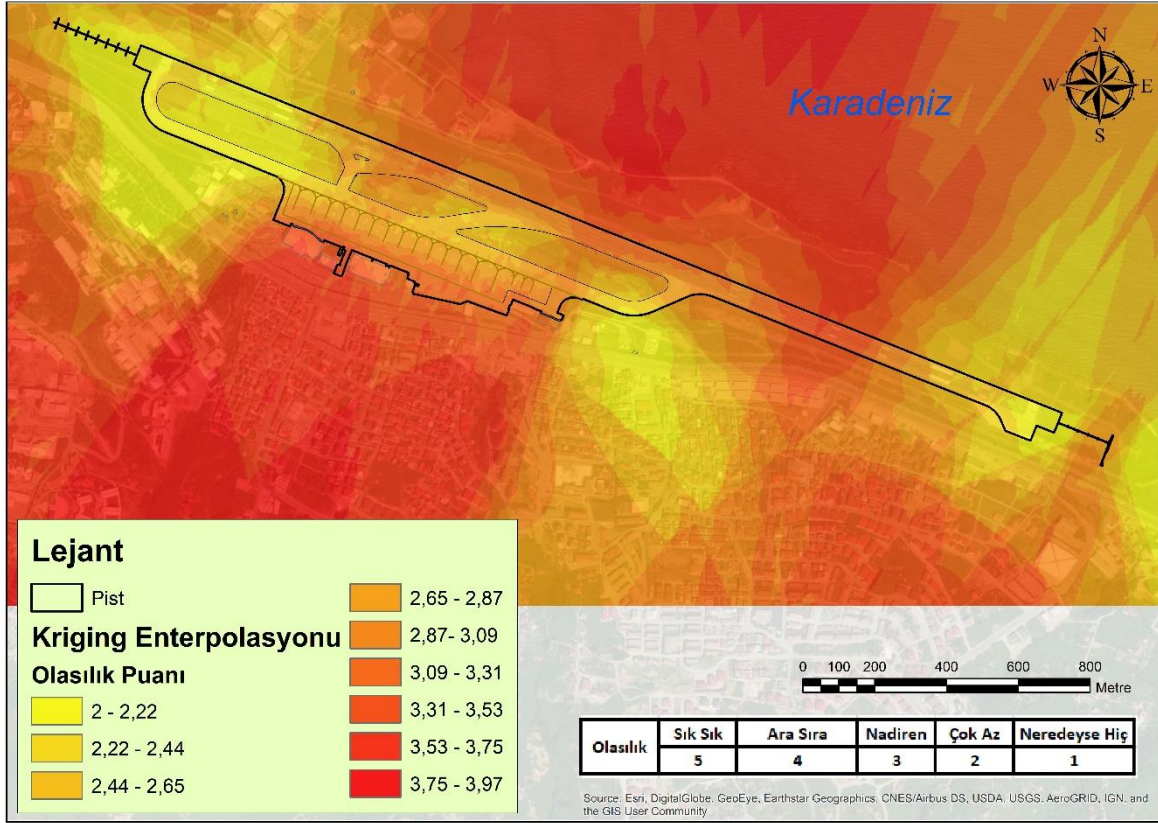 N
W
E
S
Karadeniz
Lejant
Pist
Kriging Enterpolasyonu
Olasılık Puanı
2 - 2,22
2,22 - 2,44
2,44 - 2,65
2,65 - 2,87
2,87- 3,09
3,09 - 3,31
3,31 - 3,53
3,53 - 3,75
3,75 - 3,97
0 100 200 400 600 800
Metre
Olasılık Sık Sık Ara Sıra Nadiren Çok Az Neredeyse Hiç
5 4 3 2 1
Source: Esri, DigitalGlobe, GeoEye, Earthstar Geographics, CNES/Airbus DS, USDA, USGS, AeroGRID, IGN, and
the GIS User Community